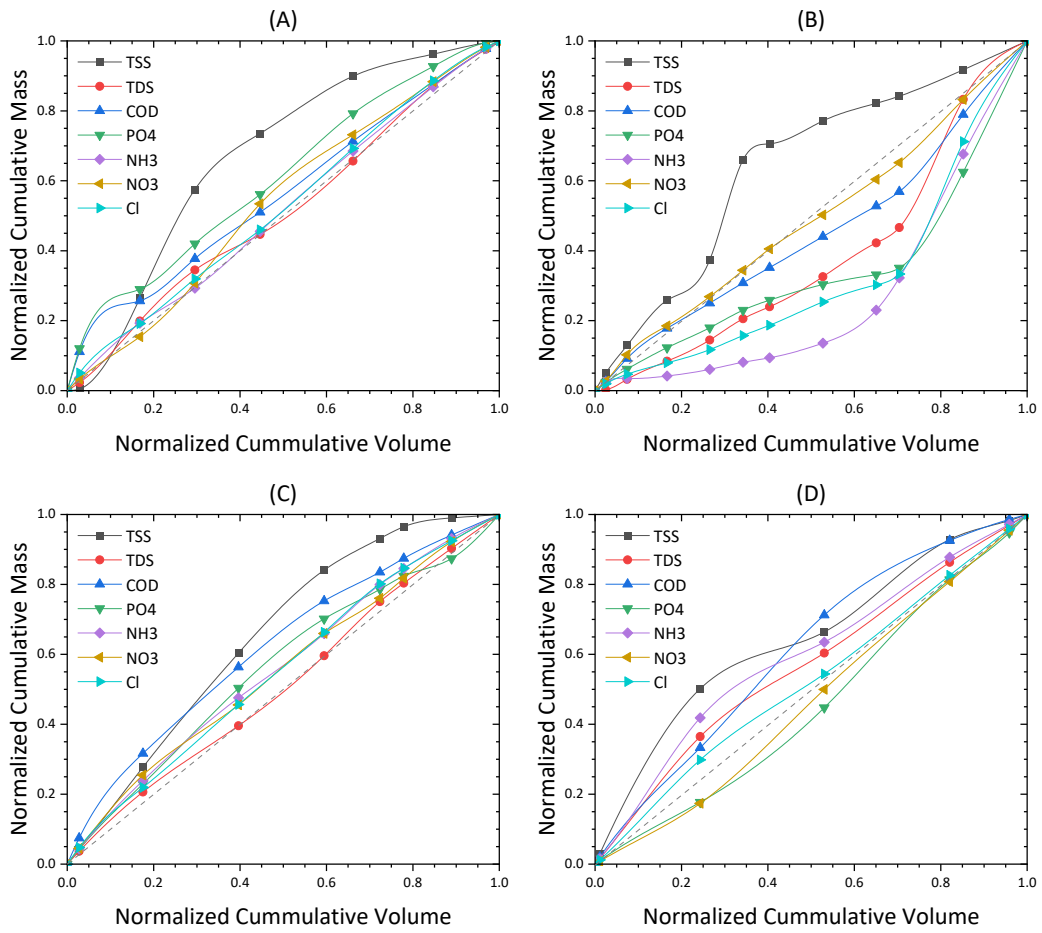 (A)
Normalized Cumulative Mass
1.0
0.8
0.6
0.4
0.2
0.0
TSS
TDS
COD
PO4
NH3
NO3
Cl
0.0 0.2 0.4 0.6 0.8 1.0
Normalized Cummulative Volume
(B)
Normalized Cumulative Mass
1.0
0.8
0.6
0.4
0.2
0.0
TSS
TDS
COD
PO4
NH3
NO3
Cl
0.0 0.2 0.4 0.6 0.8 1.0
Normalized Cummulative Volume
(C)
Normalized Cumulative Mass
1.0
0.8
0.6
0.4
0.2
0.0
TSS
TDS
COD
PO4
NH3
NO3
Cl
0.0 0.2 0.4 0.6 0.8 1.0
Normalized Cummulative Volume
(D)
Normalized Cumulative Mass
1.0
0.8
0.6
0.4
0.2
0.0
TSS
TDS
COD
PO4
NH3
NO3
Cl
0.0 0.2 0.4 0.6 0.8 1.0
Normalized Cummulative Volume